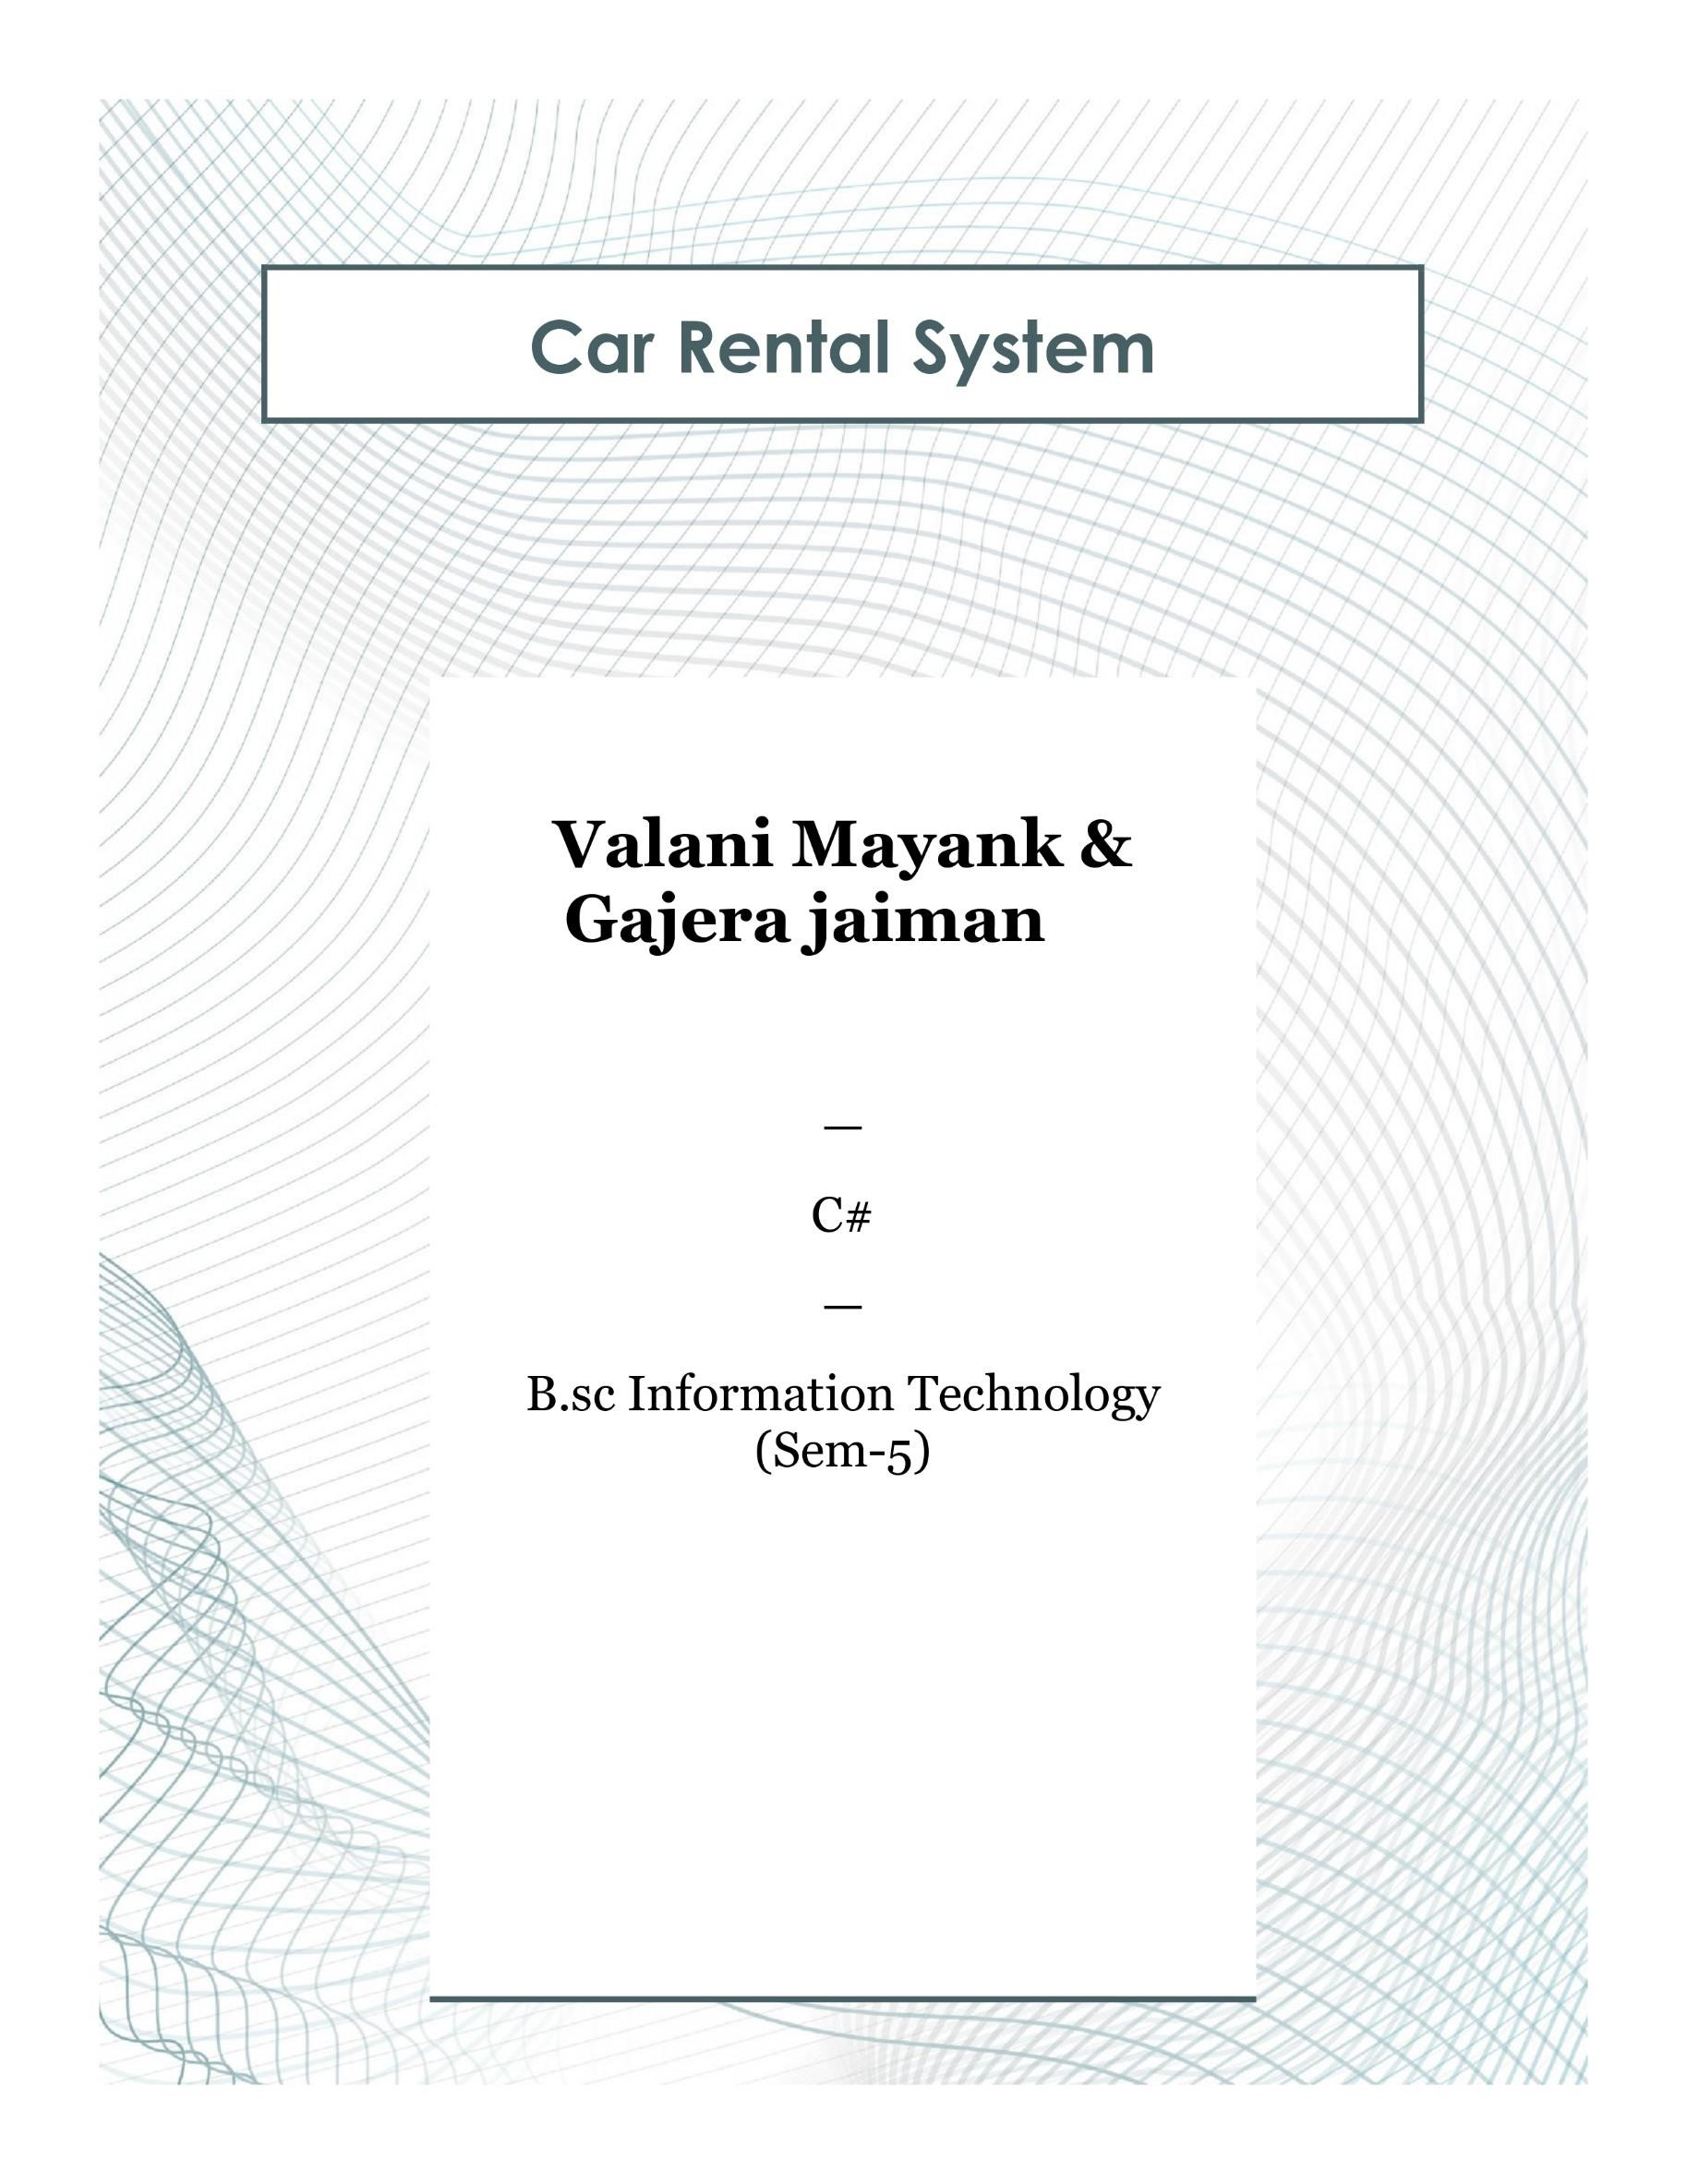 Car Rental System
Valani Mayank &
Gajera jaiman
—
C#
—
B.sc Information Technology
(Sem-5)